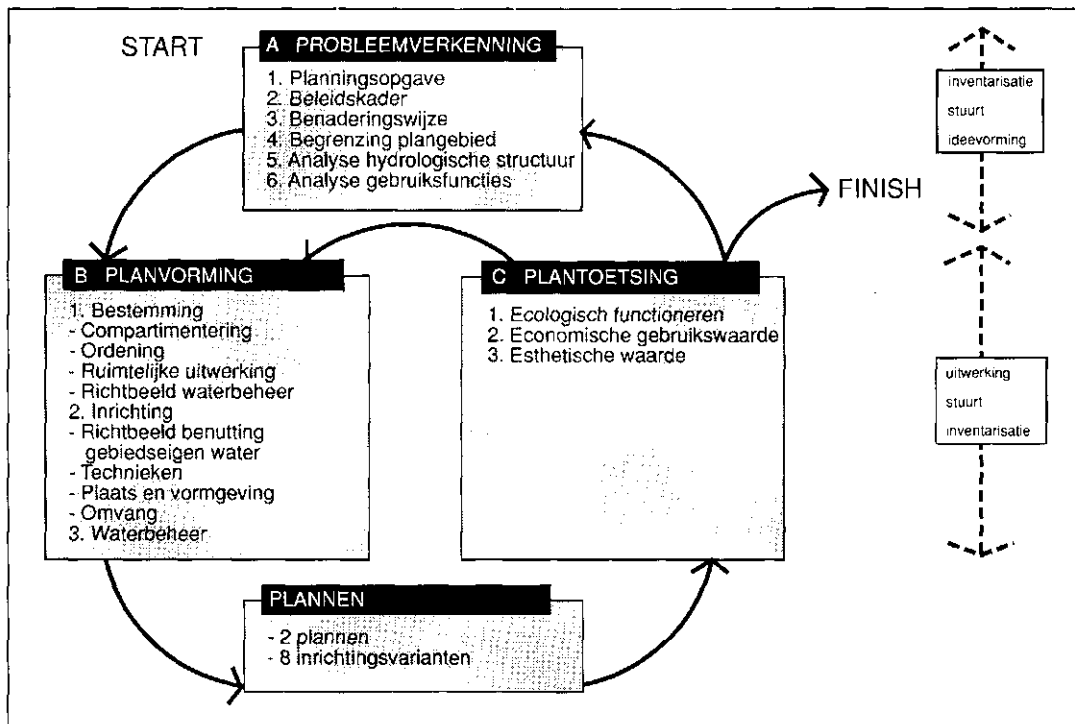 START
A PROBLEEMVERKENNING
1. Planningsopgave
2. Beleidskader
3. Benaderingswijze
4. Begrenzing plangebied
5. Analyse hydrologische structuur
6. Analyse gebruiksfuncties
FINISH
B PLANVORMING
1. Bestemming
- Compartimentering
- Ordening
- Ruimtelijke uitwerking
- Richtbeeld waterbeheer
2. Inrichting
- Richtbeeld benutting
gebiedseigen water
- Technieken
- Plaats en vormgeving
- Omvang
3. Waterbeheer
C PLANTOETSING
1. Ecologisch functioneren
2. Economische gebruikswaarde
3. Esthetische waarde
PLANNEN
- 2 plannen
- 8 inrichtingsvarianten
inventarisatie
stuurt
ideevorming
uitwerking
stuurt
inventarisatie